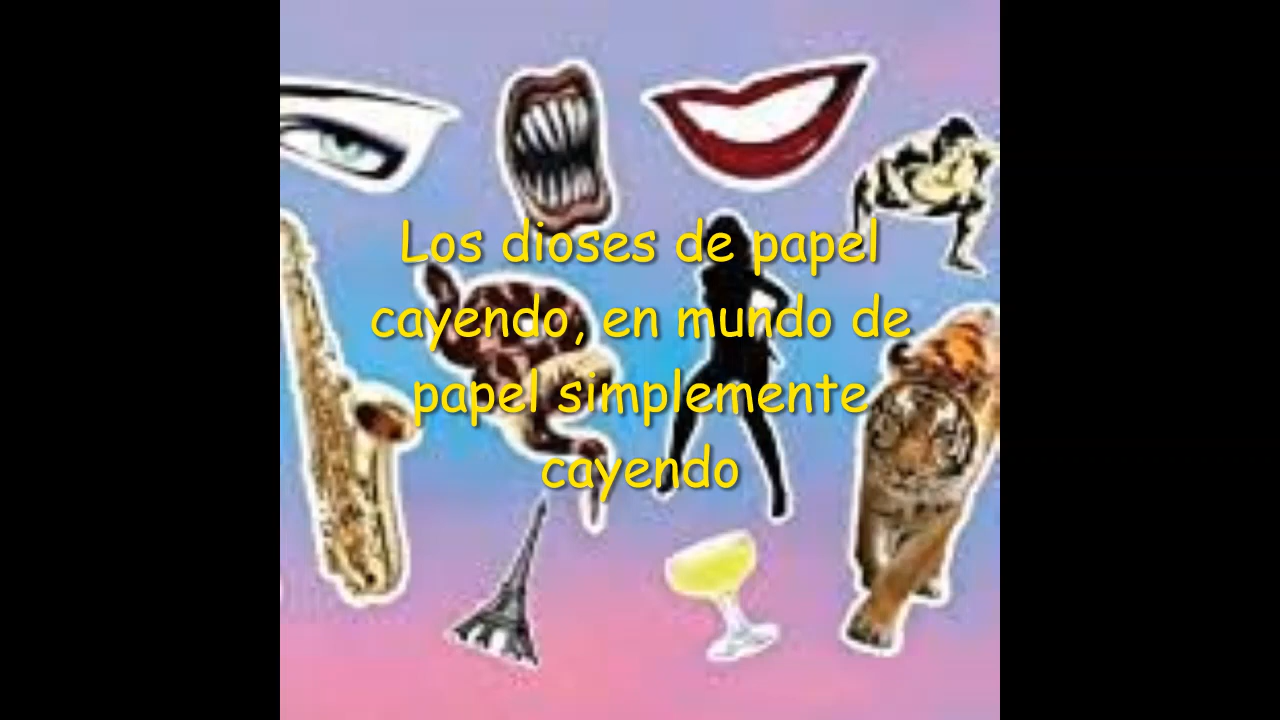 Los dioses de papel
cayendo, en mundo de
papel simplemente
cayendo